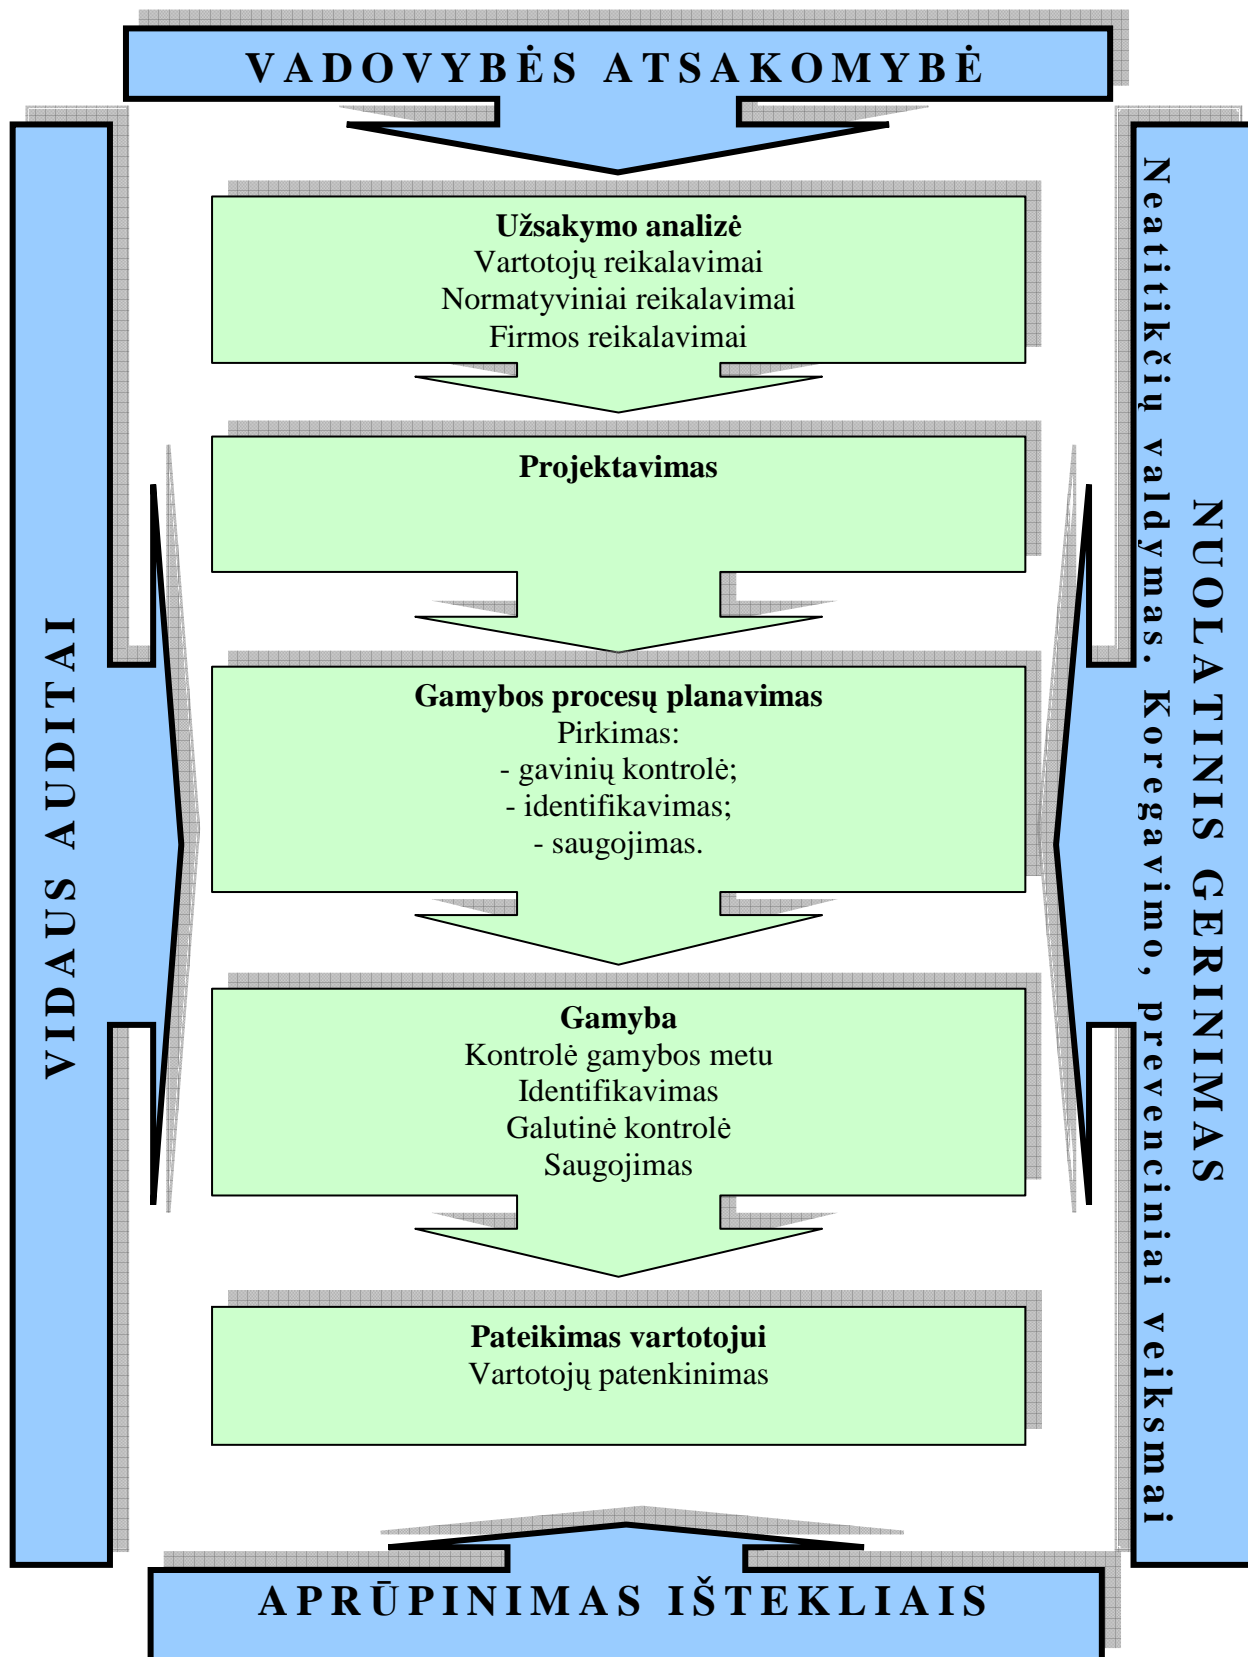 VADOVYBĖS ATSAKOMYBĖ
Užsakymo analizė
Vartotojų reikalavimai
Normatyviniai reikalavimai
Firmos reikalavimai
Projektavimas
Gamybos procesų planavimas
Pirkimas:
- gavinių kontrolė;
- identifikavimas;
- saugojimas.
Gamyba
Kontrolė gamybos metu
Identifikavimas
Galutinė kontrolė
Saugojimas
Pateikimas vartotojui
Vartotojų patenkinimas
VIDAUS AUDITAI
NUOLATINIS GERINIMAS
Neatitikčių valdymas. Koregavimo, prevenciniai veiksmai
APRŪPINIMAS IŠTEKLIAIS